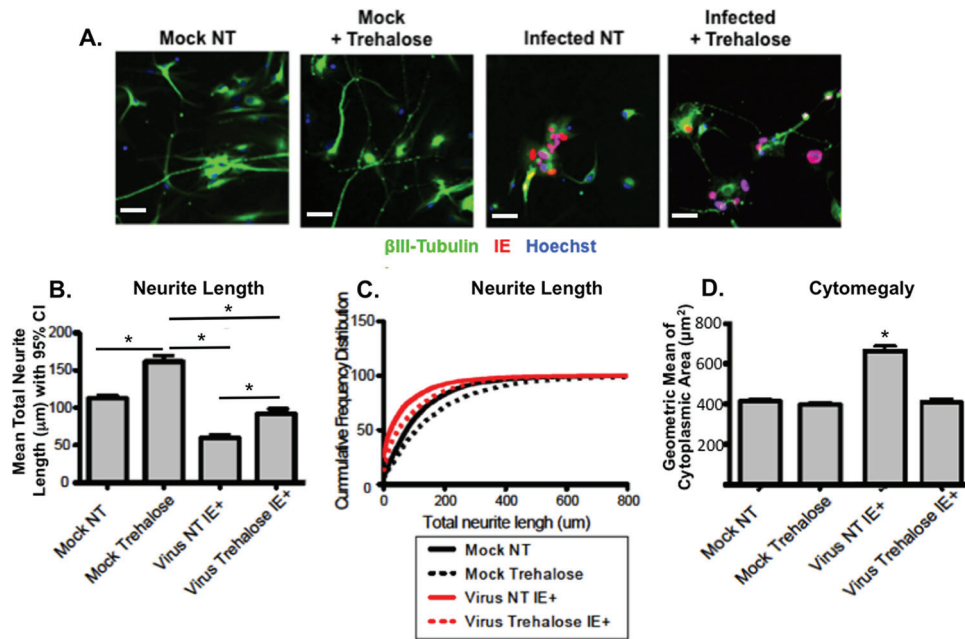 A.
Mock NT
Mock
+ Trehalose
Infected NT
Infected
+ Trehalose
βIII-Tubulin IE Hoechst
B.
Neurite Length
Mean Total Neurite
Length (μm) with 95% CI
200
150
100
50
0
*
*
*
*
Mock NT
Mock Trehalose
Virus NT IE+
Virus Trehalose IE+
C.
Neurite Length
Cummulative Frequency Distribution
150
100
50
0
0
200
400
600
800
Total neurite lengh (um)
Mock NT
Mock Trehalose
Virus NT IE+
Virus Trehalose IE+
D.
Cytomegaly
Geometric Mean of
Cytoplasmic Area (μm²)
800
600
400
200
*
Mock NT
Mock Trehalose
Virus NT IE+
Virus Trehalose IE+